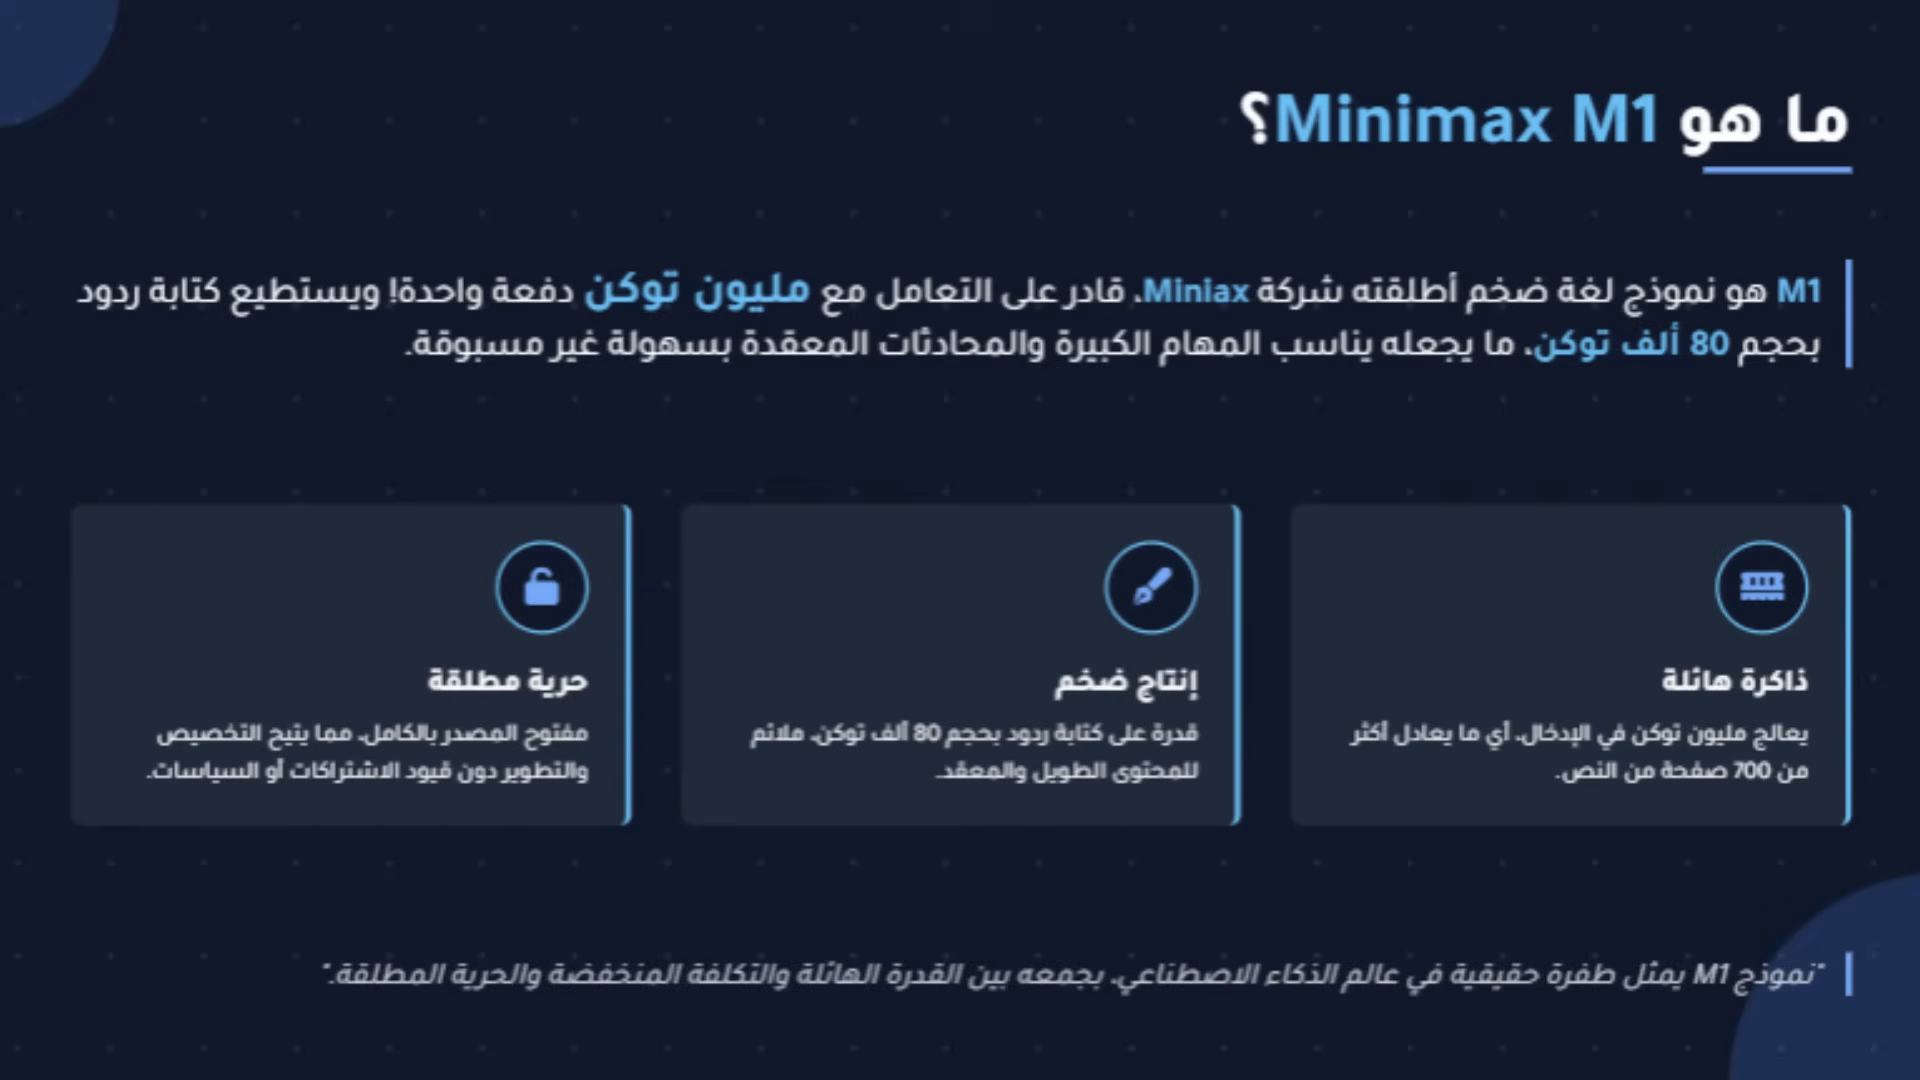 ما هو Minimax M1؟
M1 هو نموذج لغة ضخم أطلقته شركة Miniax، قادر على التعامل مع مليون توكن دفعة واحدة! ويستطيع كتابة ردود
بحجم 80 ألف توكن، ما يجعله يناسب المهام الكبيرة والمحادثات المعقدة بسهولة غير مسبوقة.
ذاكرة هائلة
يعالج مليون توكن في الإدخال، أي ما يعادل أكثر
من 700 صفحة من النص.
إنتاج ضخم
قدرة على كتابة ردود بحجم 80 ألف توكن، ملائم
للمحتوى الطويل والمعقد.
حرية مطلقة
مفتوح المصدر بالكامل، مما يتيح التخصيص
والتطوير دون قيود الاشتراكات أو السياسات.
"نموذج M1 يمثل طفرة حقيقية في عالم الذكاء الاصطناعي، بجمعه بين القدرة الهائلة والتكلفة المنخفضة والحرية المطلقة."